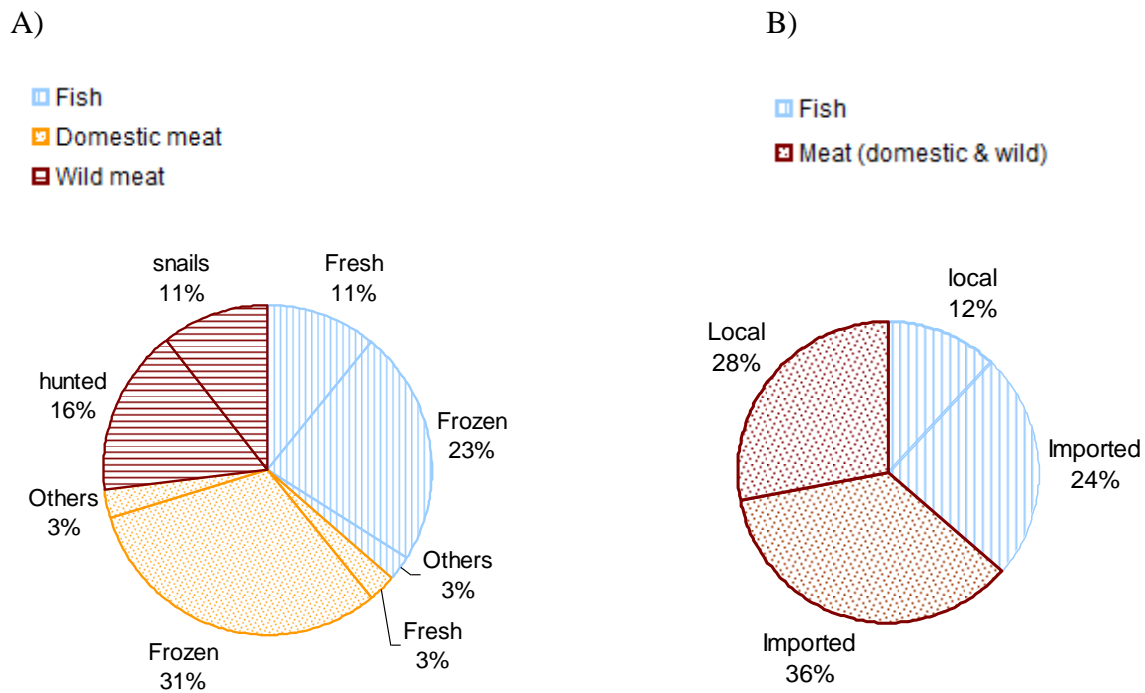 A)
Fish
Domestic meat
Wild meat
snails
11%
Fresh
11%
hunted
16%
Frozen
23%
Others
3%
Others
3%
Fresh
3%
Frozen
31%
B)
Fish
Meat (domestic & wild)
local
12%
Local
28%
Imported
24%
Imported
36%